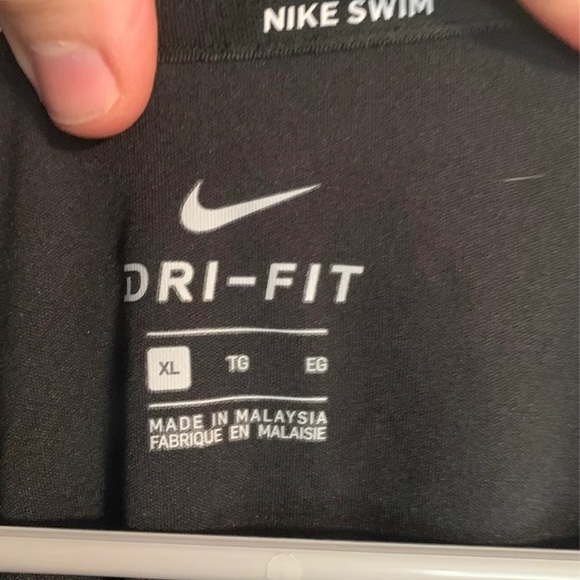 NIKE SWIM
DRI-FIT
XL TG EG
MADE IN MALAYSIA
FABRIQUE EN MALAISIE